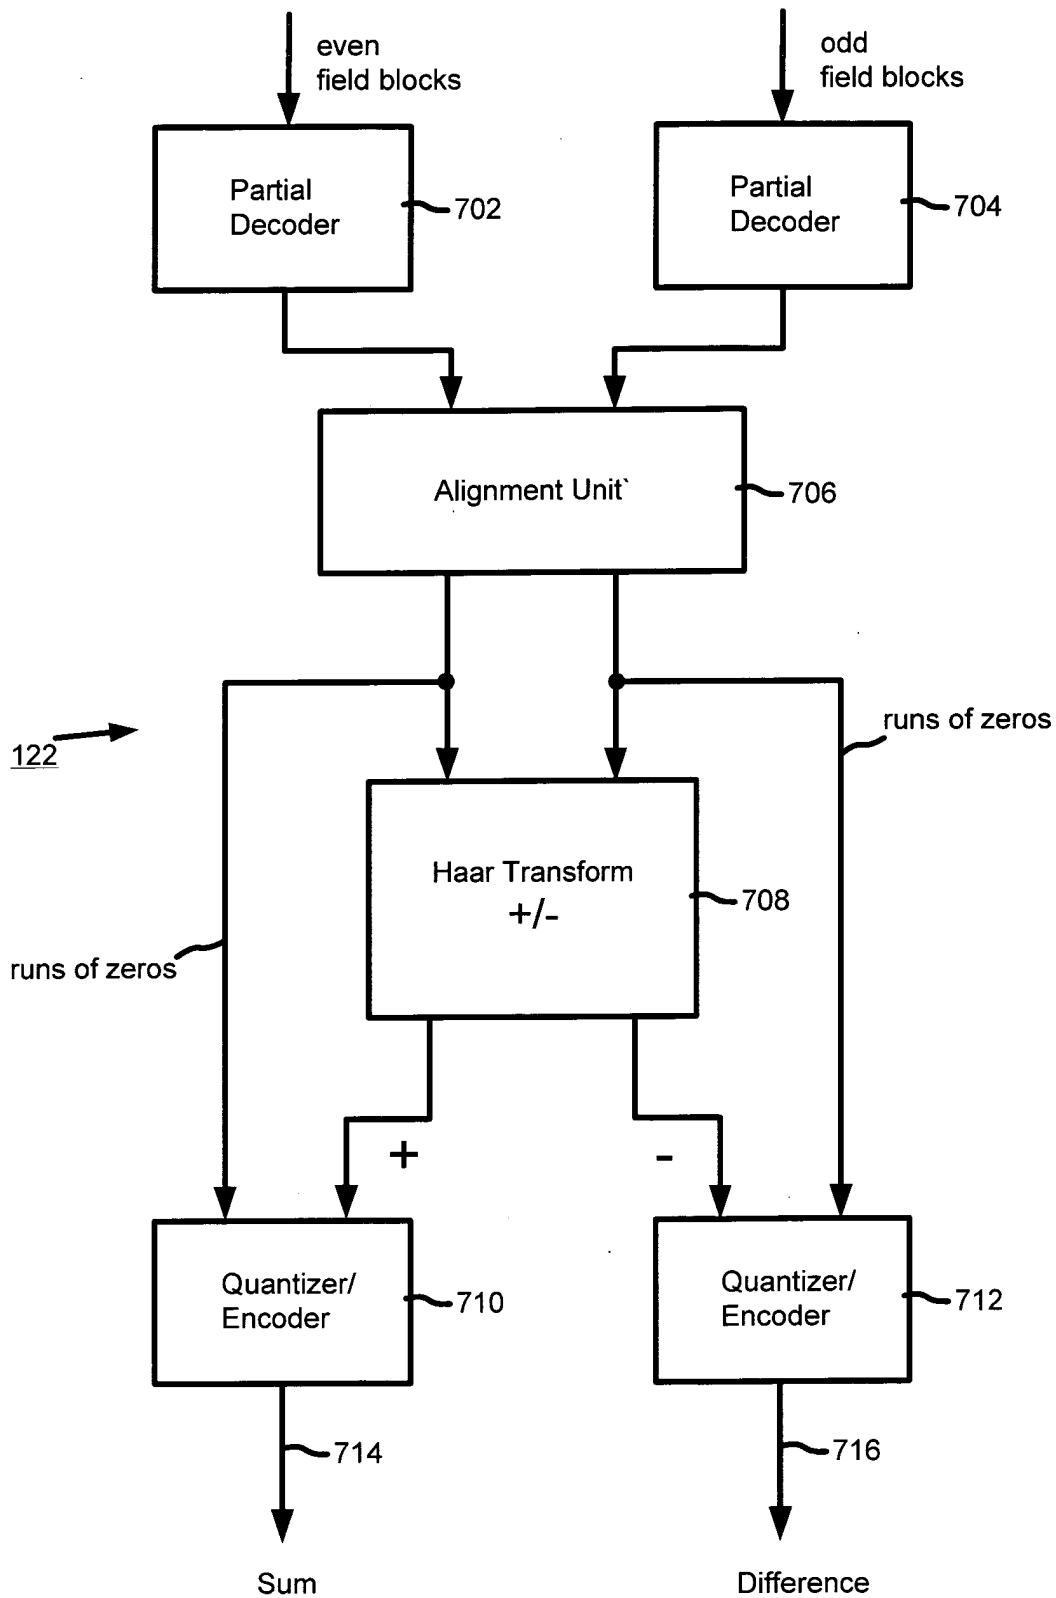 even
field blocks
odd
field blocks
Partial
Decoder
702
Partial
Decoder
704
Alignment Unit`
706
122
runs of zeros
Haar Transform
+/-
708
runs of zeros
+
-
Quantizer/
Encoder
710
Quantizer/
Encoder
712
714
716
Sum
Difference